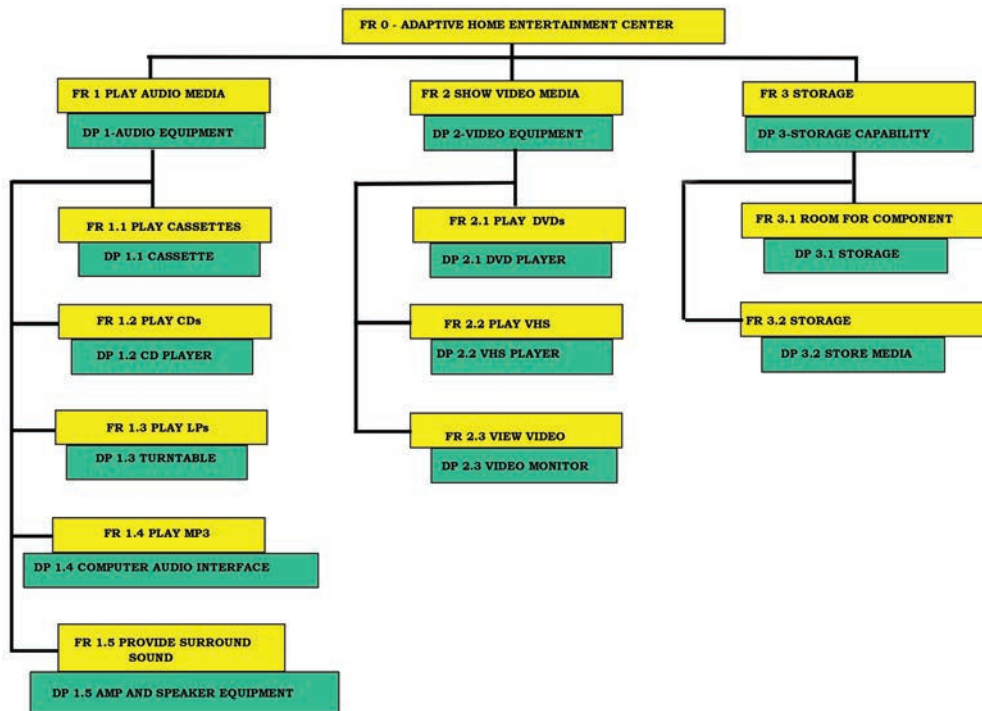 FR 0 - ADAPTIVE HOME ENTERTAINMENT CENTER
FR 1 PLAY AUDIO MEDIA
DP 1-AUDIO EQUIPMENT
FR 1.1 PLAY CASSETTES
DP 1.1 CASSETTE
FR 1.2 PLAY CDs
DP 1.2 CD PLAYER
FR 1.3 PLAY LPs
DP 1.3 TURNTABLE
FR 1.4 PLAY MP3
DP 1.4 COMPUTER AUDIO INTERFACE
FR 1.5 PROVIDE SURROUND
SOUND
DP 1.5 AMP AND SPEAKER EQUIPMENT
FR 2 SHOW VIDEO MEDIA
DP 2-VIDEO EQUIPMENT
FR 2.1 PLAY DVDs
DP 2.1 DVD PLAYER
FR 2.2 PLAY VHS
DP 2.2 VHS PLAYER
FR 2.3 VIEW VIDEO
DP 2.3 VIDEO MONITOR
FR 3 STORAGE
DP 3-STORAGE CAPABILITY
FR 3.1 ROOM FOR COMPONENT
DP 3.1 STORAGE
FR 3.2 STORAGE
DP 3.2 STORE MEDIA